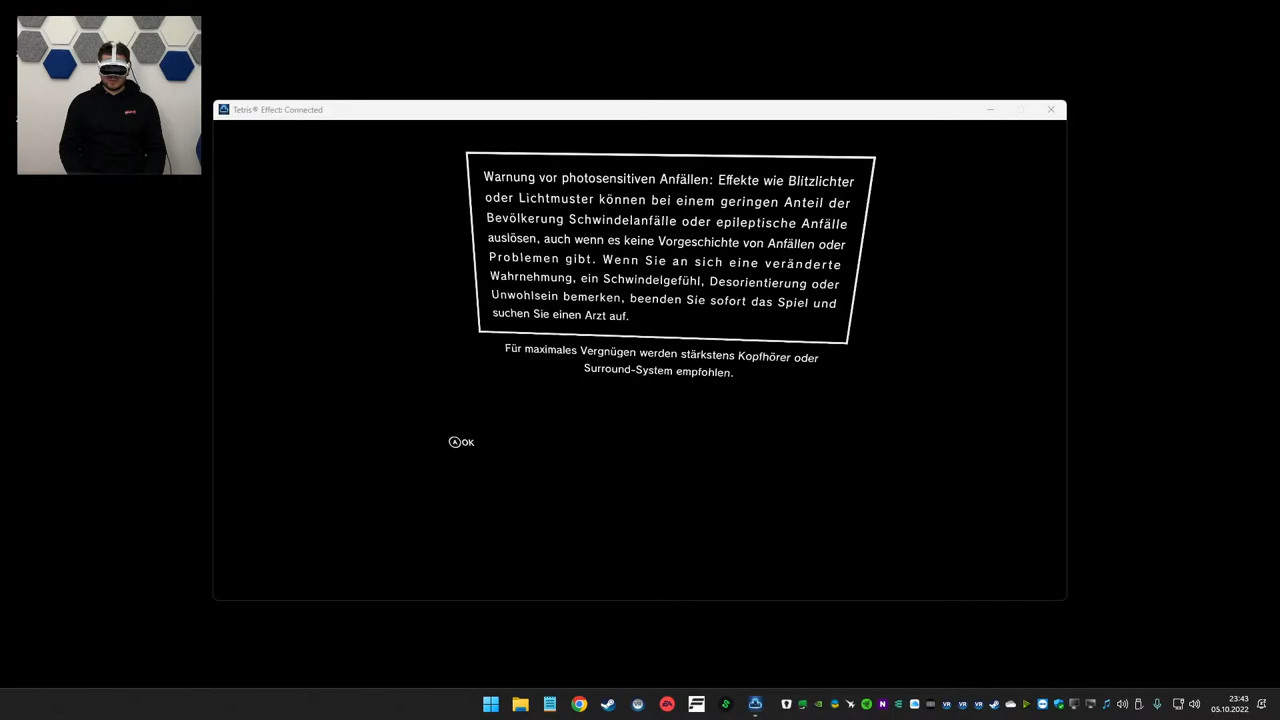 Tetris® Effect: Connected
Warnung vor photosensitiven Anfällen: Effekte wie Blitzlichter
oder Lichtmuster können bei einem geringen Anteil der
Bevölkerung Schwindelanfälle oder epileptische Anfälle
auslösen, auch wenn es keine Vorgeschichte von Anfällen oder
Problemen gibt. Wenn Sie an sich eine veränderte
Wahrnehmung, ein Schwindelgefühl, Desorientierung oder
Unwohlsein bemerken, beenden Sie sofort das Spiel und
suchen Sie einen Arzt auf.
Für maximales Vergnügen werden stärkstens Kopfhörer oder
Surround-System empfohlen.
A OK
23:43
05.10.2022